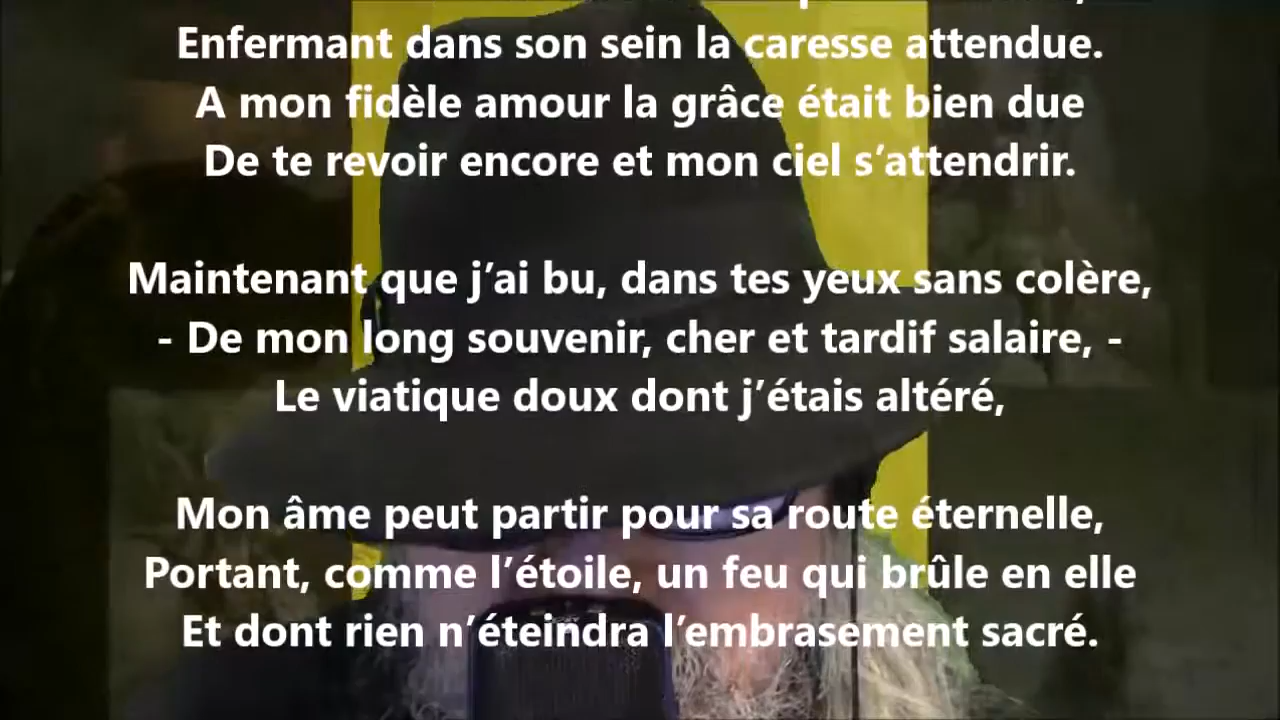 Enfermant dans son sein la caresse attendue.
A mon fidèle amour la grâce était bien due
De te revoir encore et mon ciel s’attendrir.
Maintenant que j’ai bu, dans tes yeux sans colère,
- De mon long souvenir, cher et tardif salaire, -
Le viatique doux dont j’étais altéré,
Mon âme peut partir pour sa route éternelle,
Portant, comme l’étoile, un feu qui brûle en elle
Et dont rien n’éteindra l’embrasement sacré.